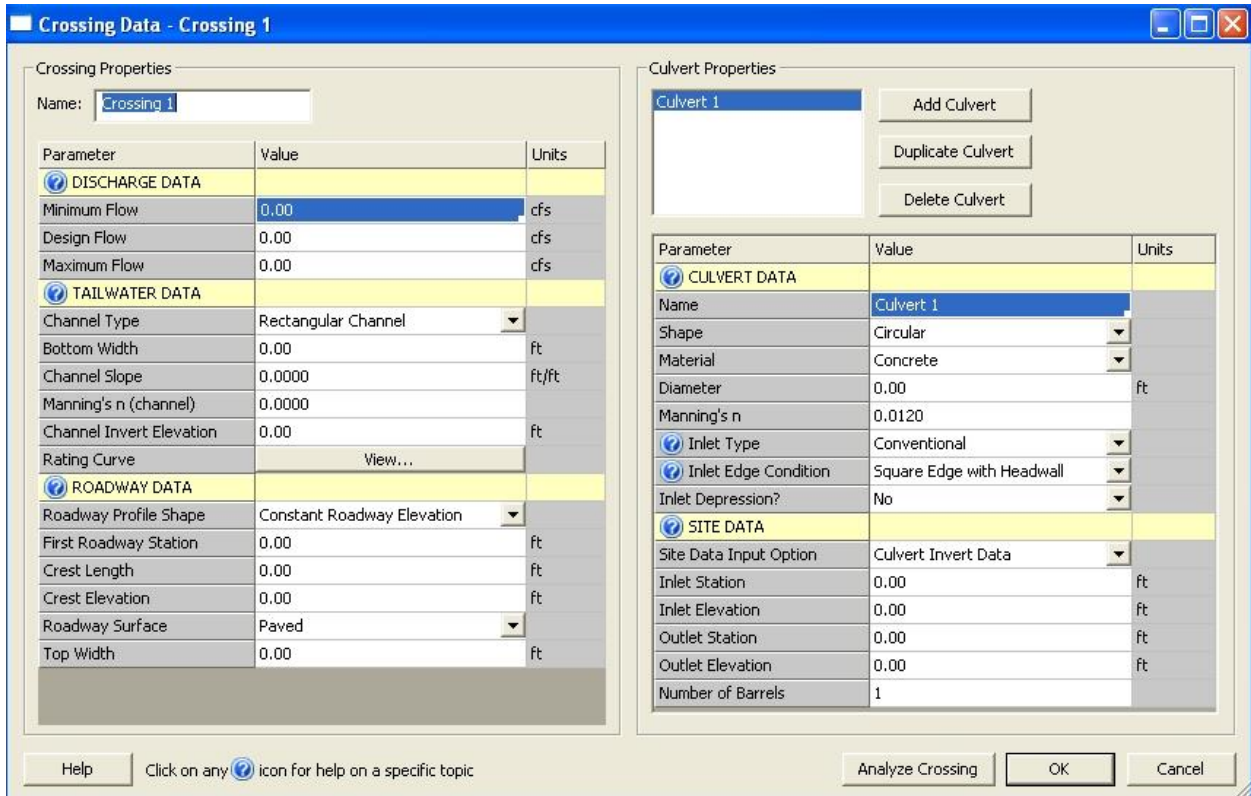 Crossing Data - Crossing 1
Crossing Properties
Name: Crossing 1
Parameter Value Units
DISCHARGE DATA
Minimum Flow 0.00 cfs
Design Flow 0.00 cfs
Maximum Flow 0.00 cfs
TAILWATER DATA
Channel Type Rectangular Channel
Bottom Width 0.00 ft
Channel Slope 0.0000 ft/ft
Manning's n (channel) 0.0000
Channel Invert Elevation 0.00 ft
Rating Curve View...
ROADWAY DATA
Roadway Profile Shape Constant Roadway Elevation
First Roadway Station 0.00 ft
Crest Length 0.00 ft
Crest Elevation 0.00 ft
Roadway Surface Paved
Top Width 0.00 ft
Culvert Properties
Culvert 1
Add Culvert
Duplicate Culvert
Delete Culvert
Parameter Value Units
CULVERT DATA
Name Culvert 1
Shape Circular
Material Concrete
Diameter 0.00 ft
Manning's n 0.0120
Inlet Type Conventional
Inlet Edge Condition Square Edge with Headwall
Inlet Depression? No
SITE DATA
Site Data Input Option Culvert Invert Data
Inlet Station 0.00 ft
Inlet Elevation 0.00 ft
Outlet Station 0.00 ft
Outlet Elevation 0.00 ft
Number of Barrels 1
Help Click on any ? icon for help on a specific topic
Analyze Crossing OK Cancel